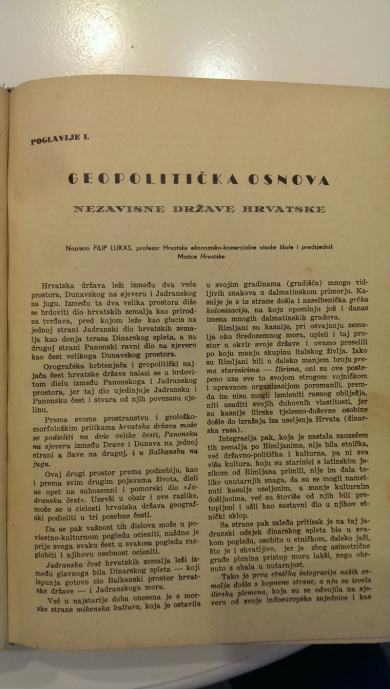 POGLAVLJE I.
GEOPOLITIČKA OSNOVA
NEZAVISNE DRŽAVE HRVATSKE
Napisao FILIP LUKAS, profesor Hrvatske ekonomsko-komercialne visoke škole i predsjednik
Matice Hrvatske
Hrvatska država leži između dva veća
prostora, Dunavskog na sjeveru i Jadranskog
na jugu. Između ta dva velika prostora diže
se brdoviti dio hrvatskih zemalja kao prirod-
na tvrđava, pred kojom leže kao glacis na
jednoj strani Jadranski dio hrvatskih zema-
lja kao donja terasa Dinarskog spleta, a na
drugoj strani Panonski ravni dio na sjeveru
kao čest velikoga Dunavskog prostora.
Orografska hrbtenjača i geopolitički naj-
jača čest hrvatske države nalazi se u brdovi-
tom dielu između Panonskoga i Jadranskog
prostora, jer taj dio ujedinjuje Jadransku i
Panonsku čest i stvara od njih povezanu cje-
linu.
Prema svome prostranstvu i geoložko-
morfoložkim prilikama hrvatska država može
se podieliti na dvie velike česti, Panonsku
na sjeveru između Drave i Dunava na jednoj
strani a Save na drugoj, i u Balkansku na
jugu.
Ovaj drugi prostor prema podneblju, kao
i prema svim drugim pojavama života, dieli
se opet na suhozemni i pomorski dio »Ja-
dransku čest«. Uzevši u obzir i ove razlike,
može se u cielosti hrvatska država geograf-
ski podieliti u tri posebne česti.
Da se pak važnost tih dielova može u po-
viestno-kulturnom pogledu ocieniti, nuždno je
prije svega svaku čest u svakom pogledu raz-
globiti i njihovu osobnost ocieniti.
Jadranska čest hrvatskih zemalja leži iz-
među glavnoga bila Dinarskog spleta — koji
izpunja gotovo cio Balkanski prostor hrvat-
ske države — i Jadranskoga mora.
Već u najstarije doba unesena je s mor-
ske strane mikenska kultura, koja je ostavila
u svojim gradinama (gradišća) mnogo vid-
ljivih znakova u dalmatinskom primorju. Ka-
snije je s te strane došla i naselbenička grčka
kolonizacija, na koju opominju još i danas
imena mnogih dalmatinskih gradova.
Rimljani su kasnije, pri osvajanju zema-
lja oko Sredozemnog mora, upleli i taj pro-
stor u okvir svoje države i ovamo preselili
po koju manju skupinu italskog življa. Iako
su Rimljani bili u daleko manjem broju pre-
ma starinicima — Ilirima, oni su ove poste-
peno uza sve to svojom strogom vojničkom
i upravnom organizacijom poromanili, prem-
da im nisu mogli izmieniti rasnog obilježja,
niti usaditi svojih duhovnih vlastitosti, jer
su kasnije ilirske tjelesno-duševne osobine
došle do izražaja iza useljenja Hrvata (dinar-
ska rasa).
Integracija pak, koja je nastala zauzećem
tih zemalja po Rimljanima, nije bila etnička,
već državno-politička i kulturna, pa ni sva
viša kultura, koju su starinici s latinskim je-
zikom od Rimljana primili, nije im dala to-
liko unutarnjih snaga, da su se mogli namet-
nuti kasnije useljenim, a manje kulturnim
došljacima, već su štoviše od njih bili pre-
topljeni i ušli kao sastavni dio u njihov et-
nički sklop.
Sa strane pak zaleđa pritisak je na taj ja-
dranski odsjek dinarskog spleta bio u sva-
kom pogledu, osobito u etničkom, daleko jači,
što je i shvatljivo, jer je zbog asimetrične
građe planina pristup moru lakši, nego obr-
nuto s obala u nutarnjost.
Tako je prva etnička integracija naših ze-
malja došla s kopnene strane, a nju su izvela
ilirska plemena, koja su se odvojila na sje-
veru od svoje indoeuropske zajednice i kao